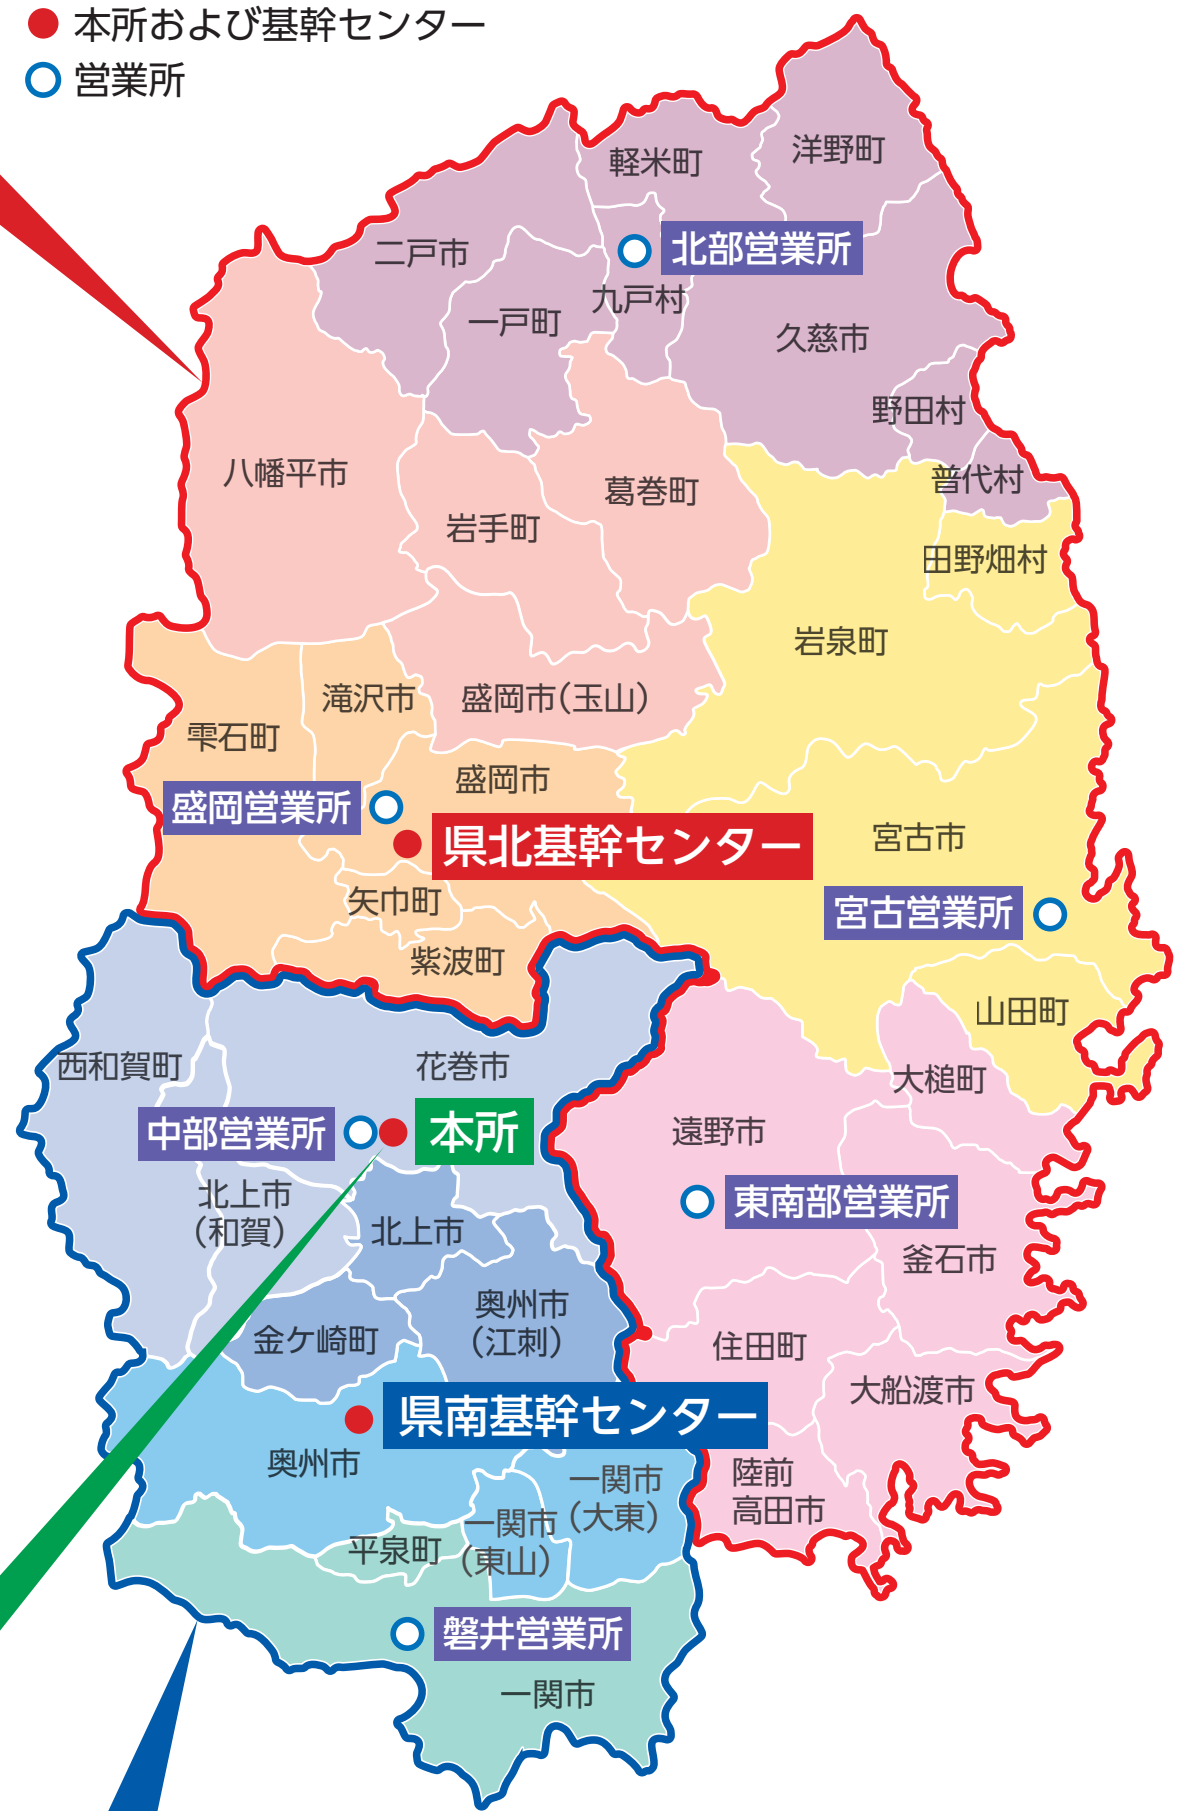 本所および基幹センター
営業所
洋野町
軽米町
二戸市
北部営業所
九戸村
一戸町
久慈市
野田村
八幡平市
葛巻町
普代村
岩手町
田野畑村
岩泉町
滝沢市
盛岡市(玉山)
雫石町
盛岡市
盛岡営業所
県北基幹センター
宮古市
矢巾町
宮古営業所
紫波町
山田町
西和賀町
花巻市
大槌町
中部営業所
本所
遠野市
北上市
(和賀)
北上市
東南部営業所
釜石市
奥州市
(江刺)
金ケ崎町
住田町
大船渡市
県南基幹センター
奥州市
一関市
(大東)
陸前
高田市
一関市
(東山)
平泉町
磐井営業所
一関市